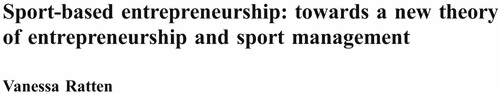 Sport-based entrepreneurship: towards a new theory
of entrepreneurship and sport management
Vanessa Ratten